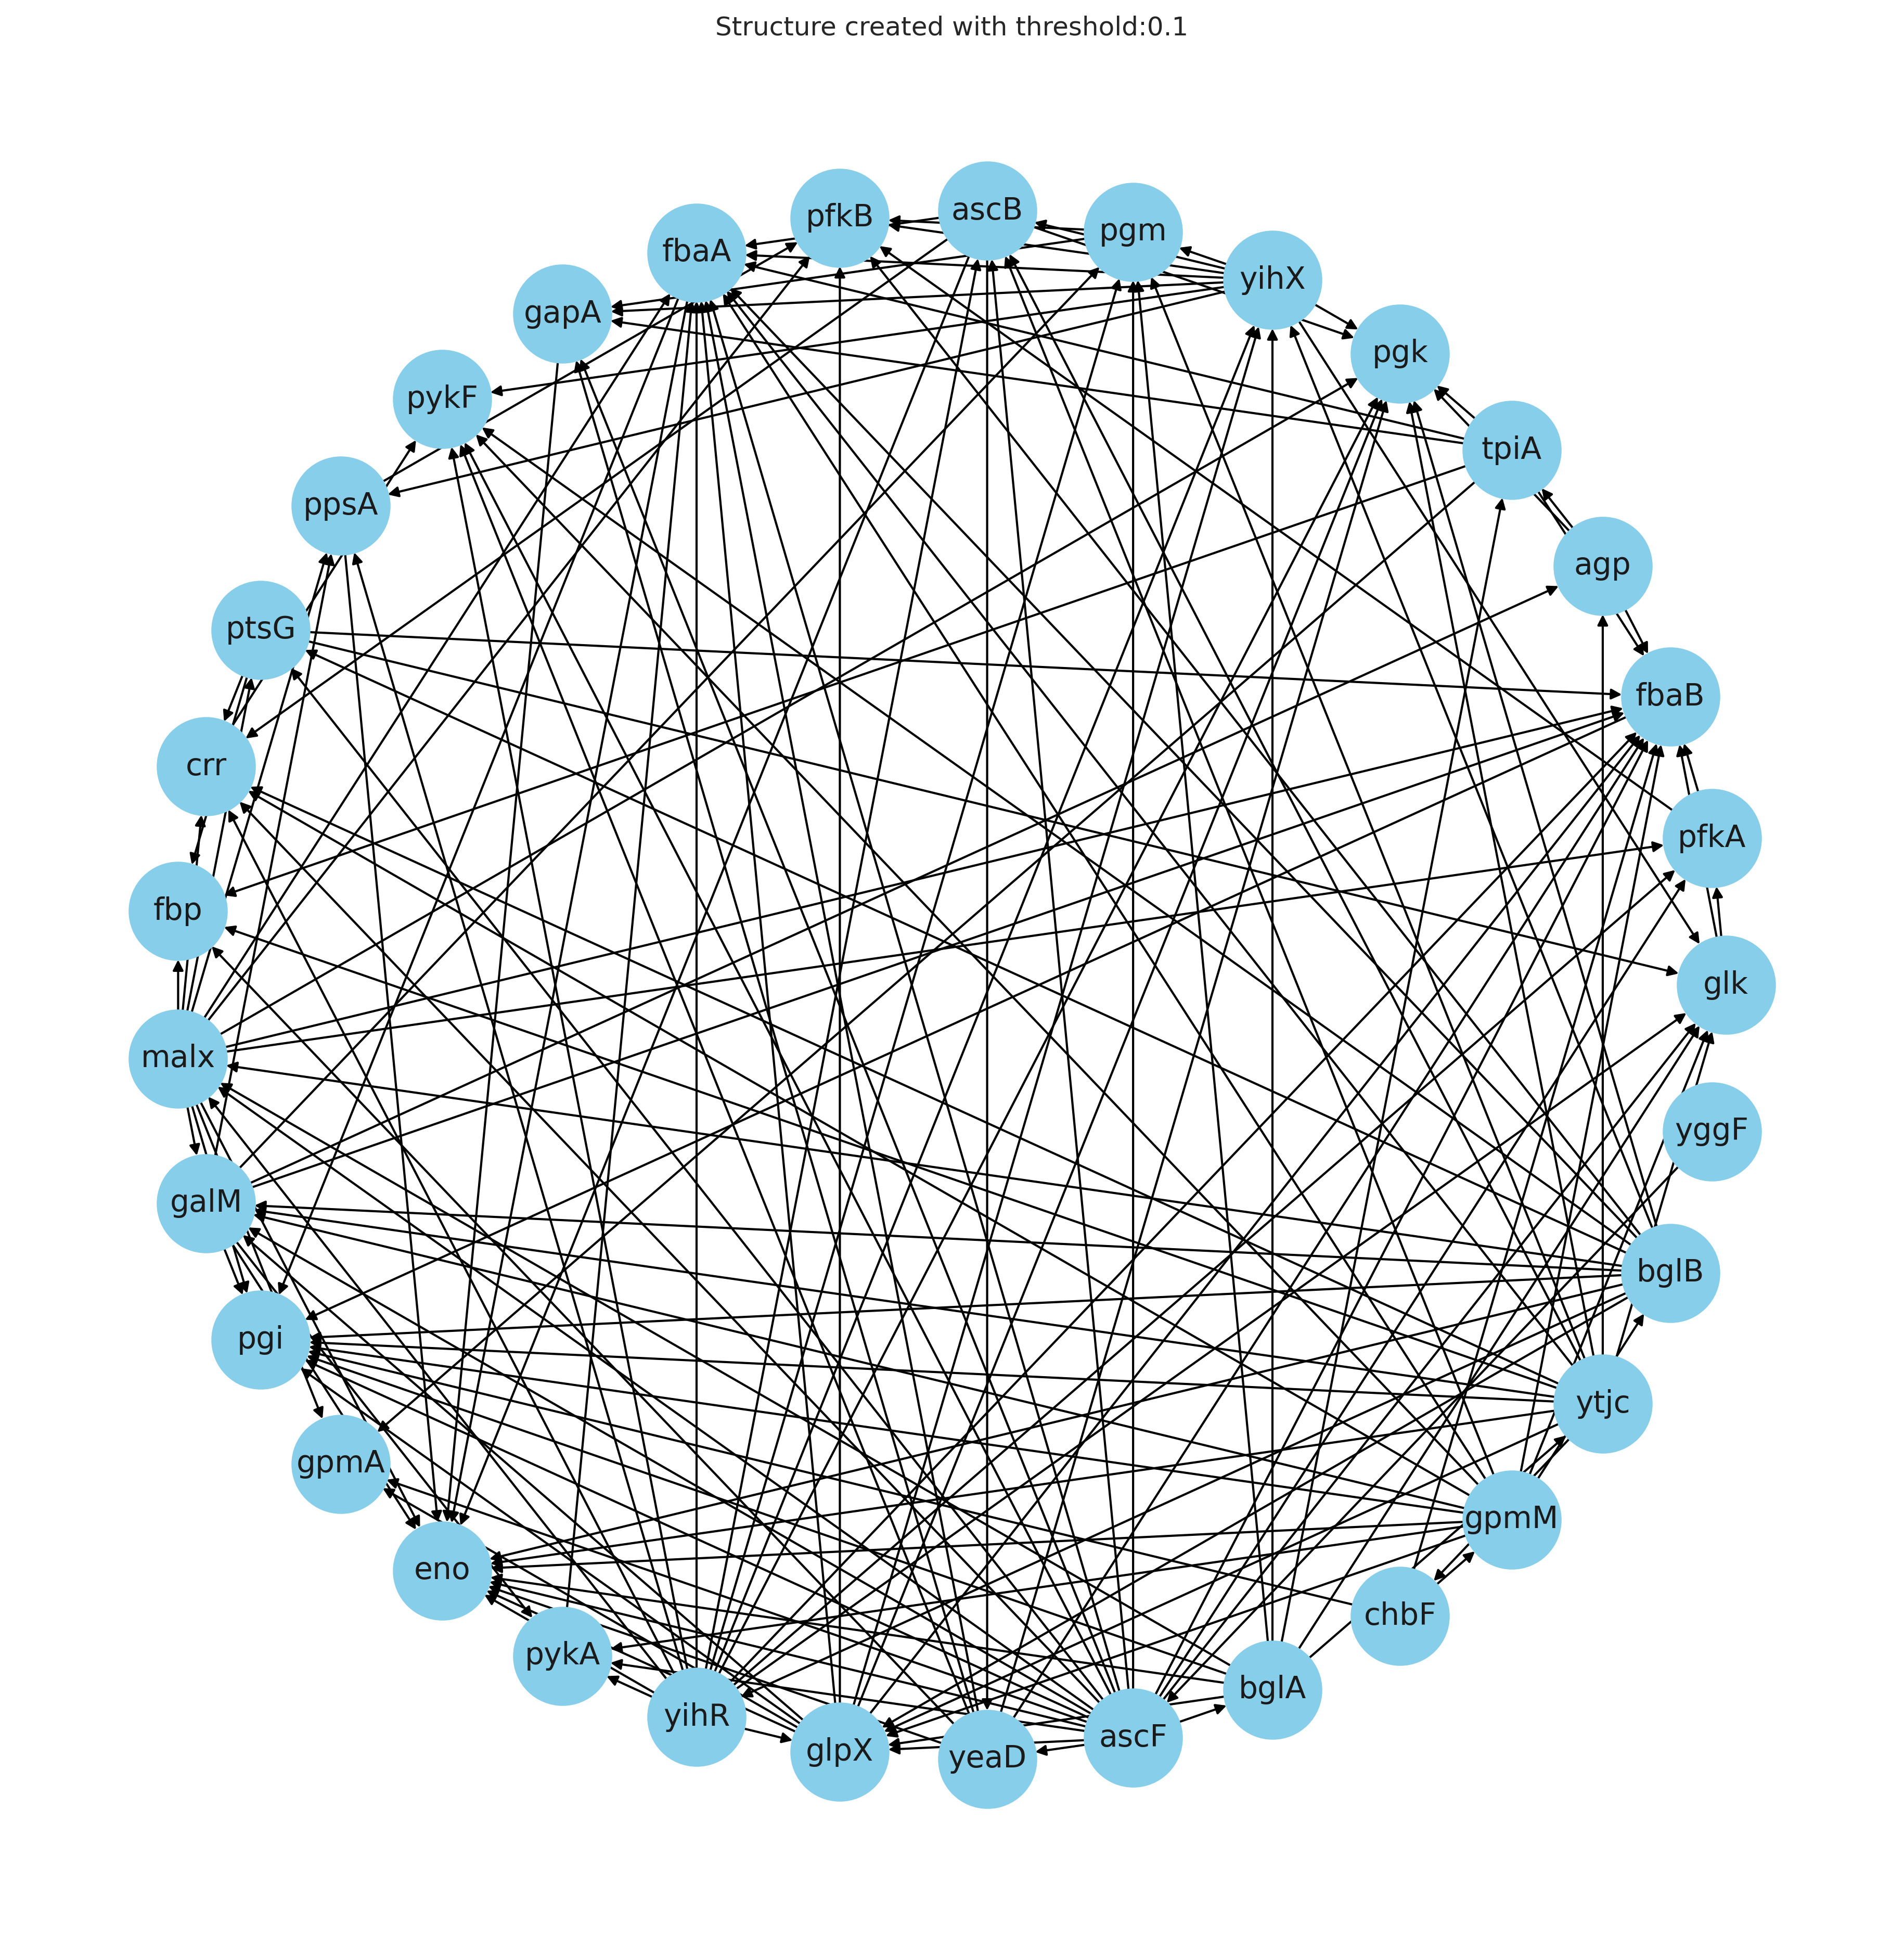 Structure created with threshold:0.1
ascB
pfkB
pgm
fbaA
yihX
gapA
pgk
pykF
tpiA
ppsA
agp
ptsG
fbaB
crr
pfkA
fbp
glk
malx
yggF
galM
bglB
pgi
ytjc
gpmA
gpmM
eno
chbF
pykA
bglA
yihR
ascF
glpX
yeaD